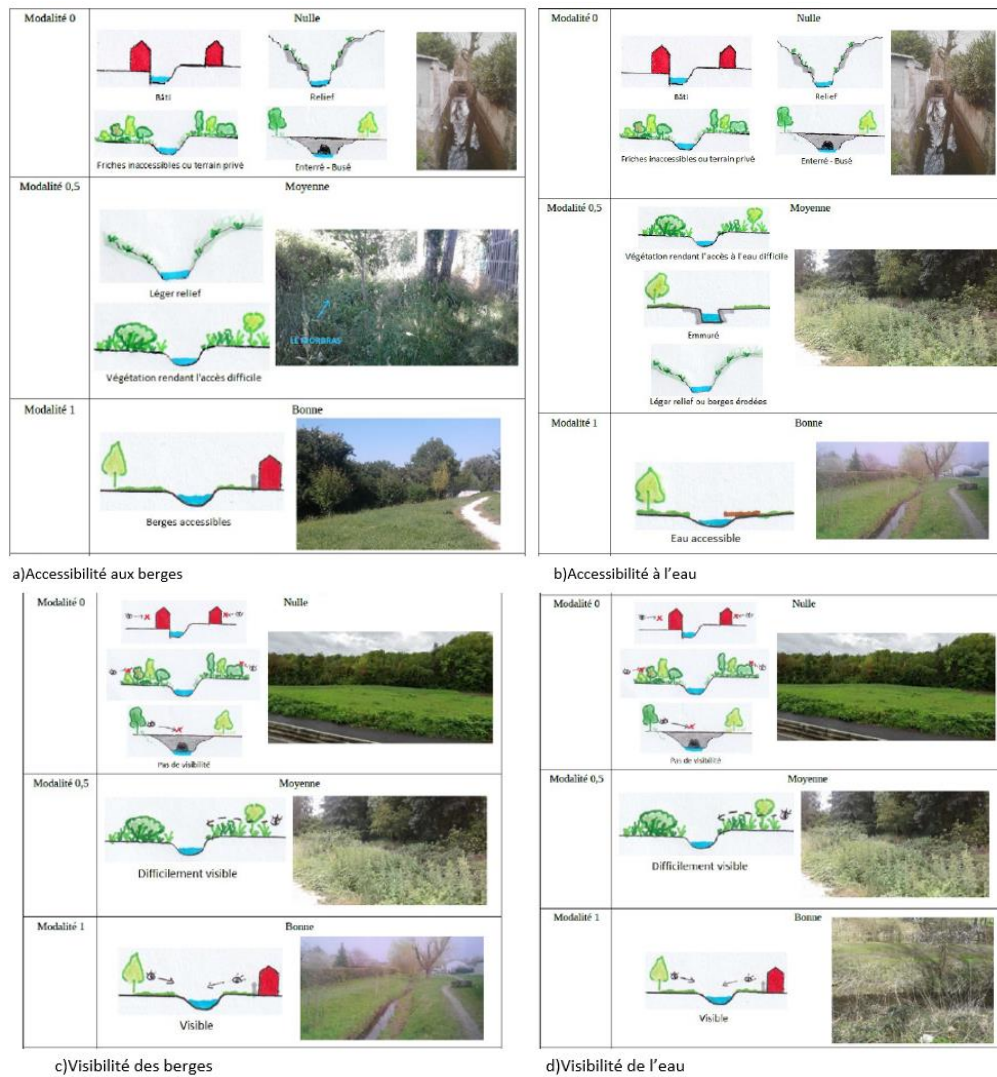 Modalité 0
Nulle
Bâti
Relief
Friches inaccessibles ou terrain privé
Enterré - Busé
Modalité 0,5
Moyenne
Léger relief
Végétation rendant l'accès difficile
Modalité 1
Bonne
Berges accessibles
a)Accessibilité aux berges
Modalité 0
Nulle
Bâti
Relief
Friches inaccessibles ou terrain privé
Enterré - Busé
Modalité 0,5
Moyenne
Végétation rendant l'accès à l'eau difficile
Emmuré
Léger relief ou berges érodées
Modalité 1
Bonne
Eau accessible
b)Accessibilité à l'eau
Modalité 0
Nulle
Pas de visibilité
Modalité 0,5
Moyenne
Difficilement visible
Modalité 1
Bonne
Visible
c)Visibilité des berges
Modalité 0
Nulle
Pas de visibilité
Modalité 0,5
Moyenne
Difficilement visible
Modalité 1
Bonne
Visible
d)Visibilité de l'eau